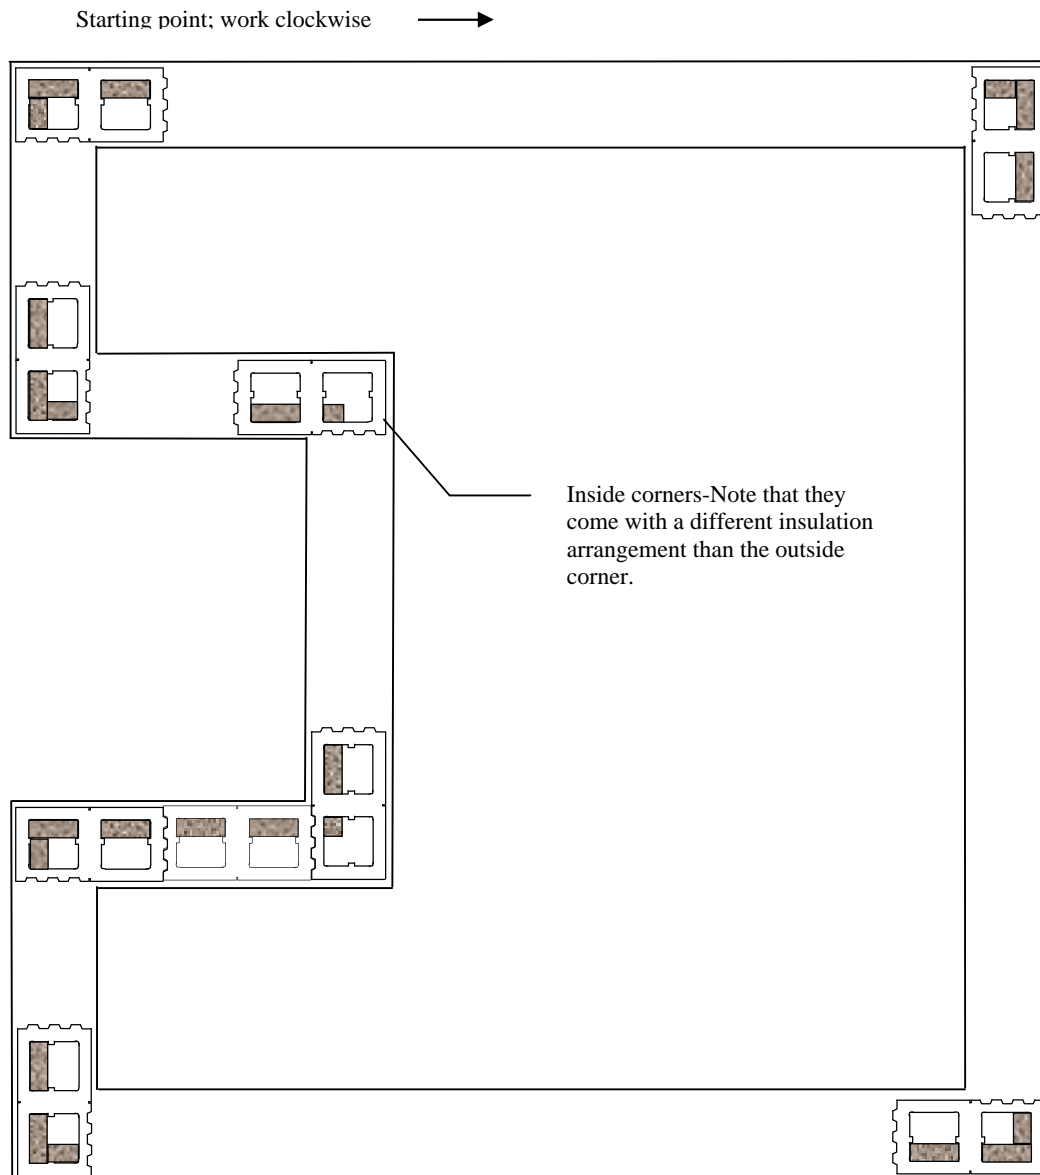 Starting point; work clockwise
Inside corners-Note that they
come with a different insulation
arrangement than the outside
corner.